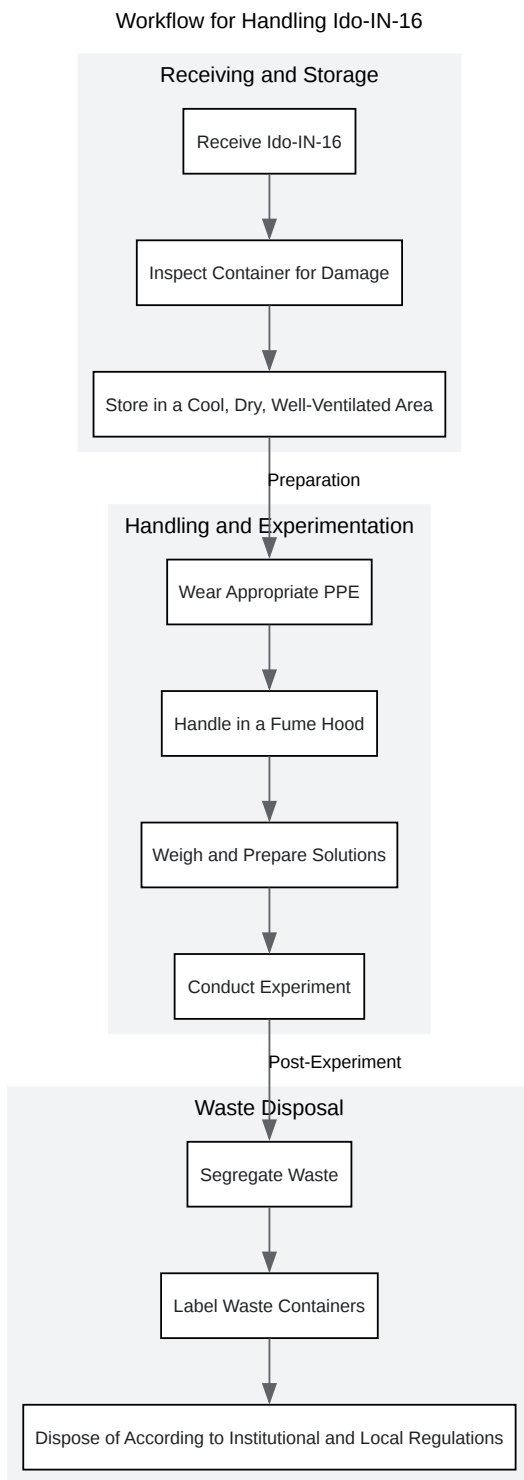 Workflow for Handling Ido-IN-16
Receiving and Storage
Receive Ido-IN-16
Inspect Container for Damage
Store in a Cool, Dry, Well-Ventilated Area
Preparation
Handling and Experimentation
Wear Appropriate PPE
Handle in a Fume Hood
Weigh and Prepare Solutions
Conduct Experiment
Post-Experiment
Waste Disposal
Segregate Waste
Label Waste Containers
Dispose of According to Institutional and Local Regulations